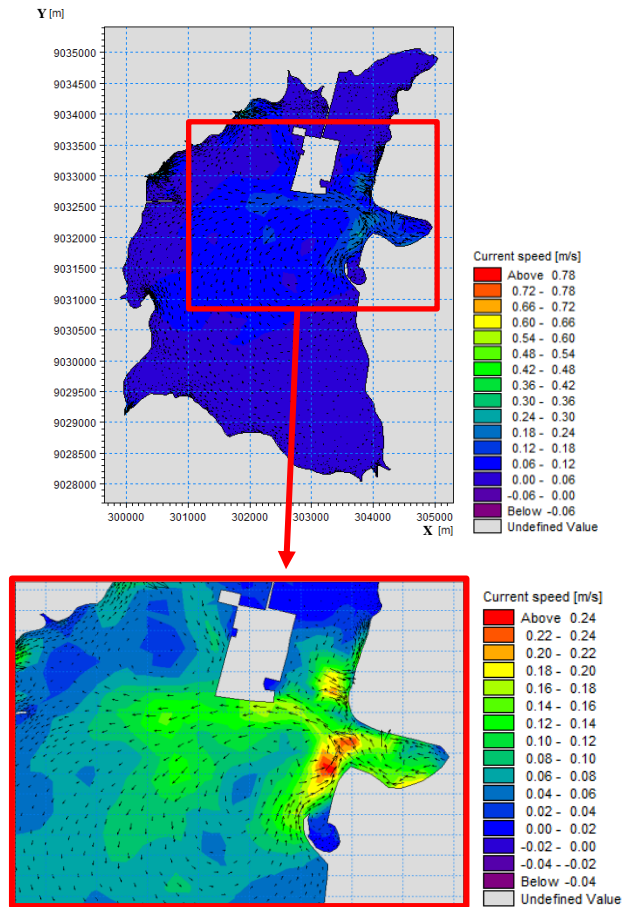 Y [m]
9035000
9034500
9034000
9033500
9033000
9032500
9032000
9031500
9031000
9030500
9030000
9029500
9029000
9028500
9028000
300000 301000 302000 303000 304000 305000
X [m]
Current speed [m/s]
Above 0.78
0.72 - 0.78
0.66 - 0.72
0.60 - 0.66
0.54 - 0.60
0.48 - 0.54
0.42 - 0.48
0.36 - 0.42
0.30 - 0.36
0.24 - 0.30
0.18 - 0.24
0.12 - 0.18
0.06 - 0.12
0.00 - 0.06
-0.06 - 0.00
Below -0.06
Undefined Value
Current speed [m/s]
Above 0.24
0.22 - 0.24
0.20 - 0.22
0.18 - 0.20
0.16 - 0.18
0.14 - 0.16
0.12 - 0.14
0.10 - 0.12
0.08 - 0.10
0.06 - 0.08
0.04 - 0.06
0.02 - 0.04
0.00 - 0.02
-0.02 - 0.00
-0.04 - -0.02
Below -0.04
Undefined Value